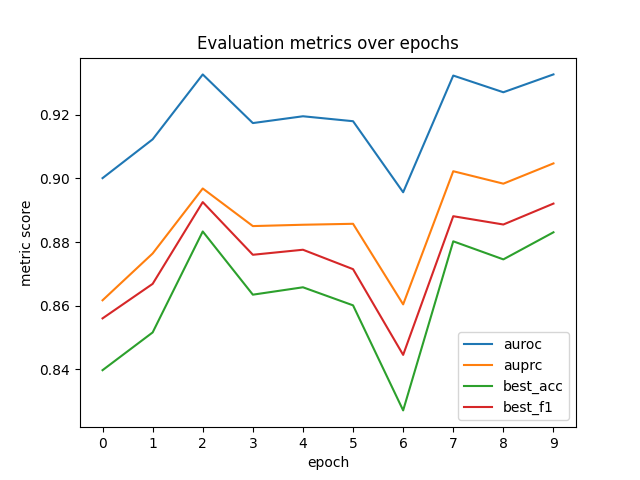 Evaluation metrics over epochs
metric score
0.92
0.90
0.88
0.86
0.84
auroc
auprc
best_acc
best_f1
0 1 2 3 4 5 6 7 8 9
epoch